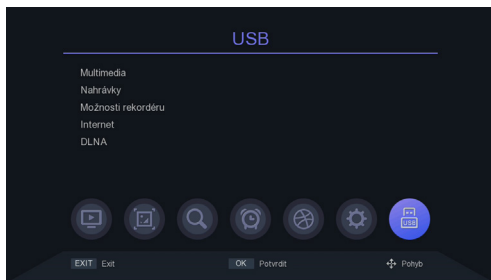 USB
Multimedia
Nahrávky
Možnosti rekordéru
Internet
DLNA
USB
EXIT Exit
OK Potvrdit
Pohyb